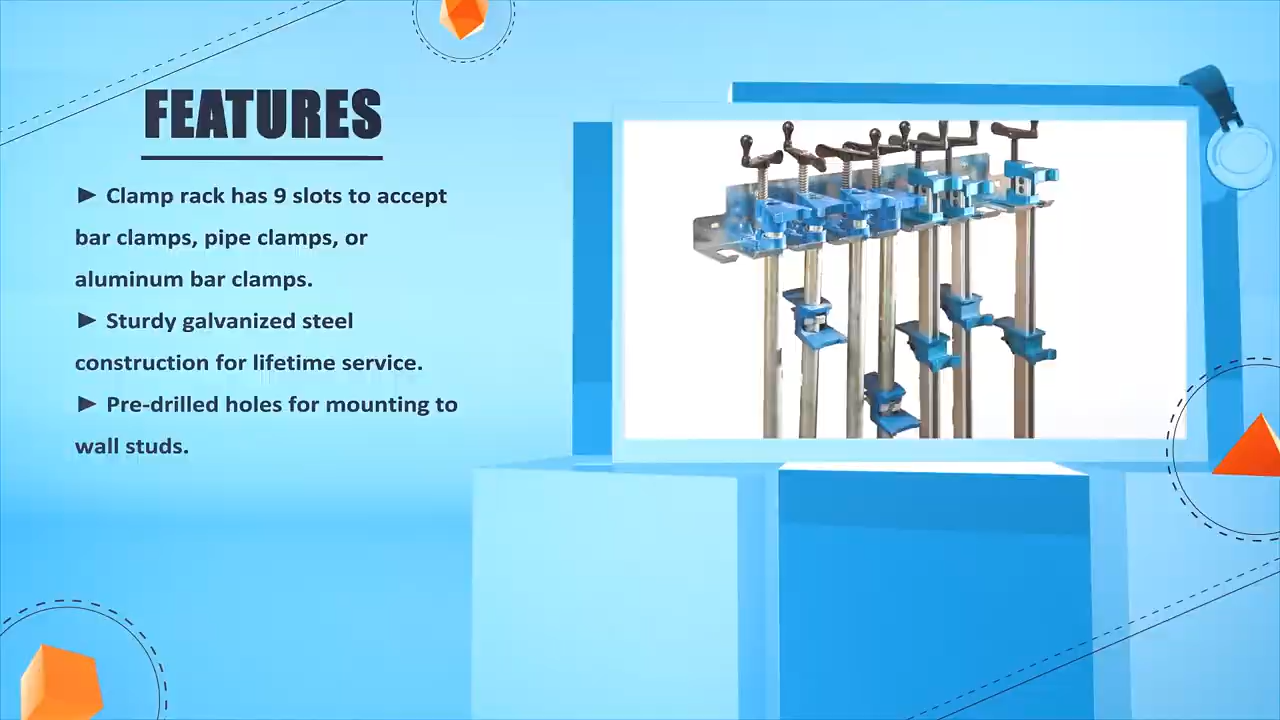 FEATURES
► Clamp rack has 9 slots to accept
bar clamps, pipe clamps, or
aluminum bar clamps.
► Sturdy galvanized steel
construction for lifetime service.
► Pre-drilled holes for mounting to
wall studs.